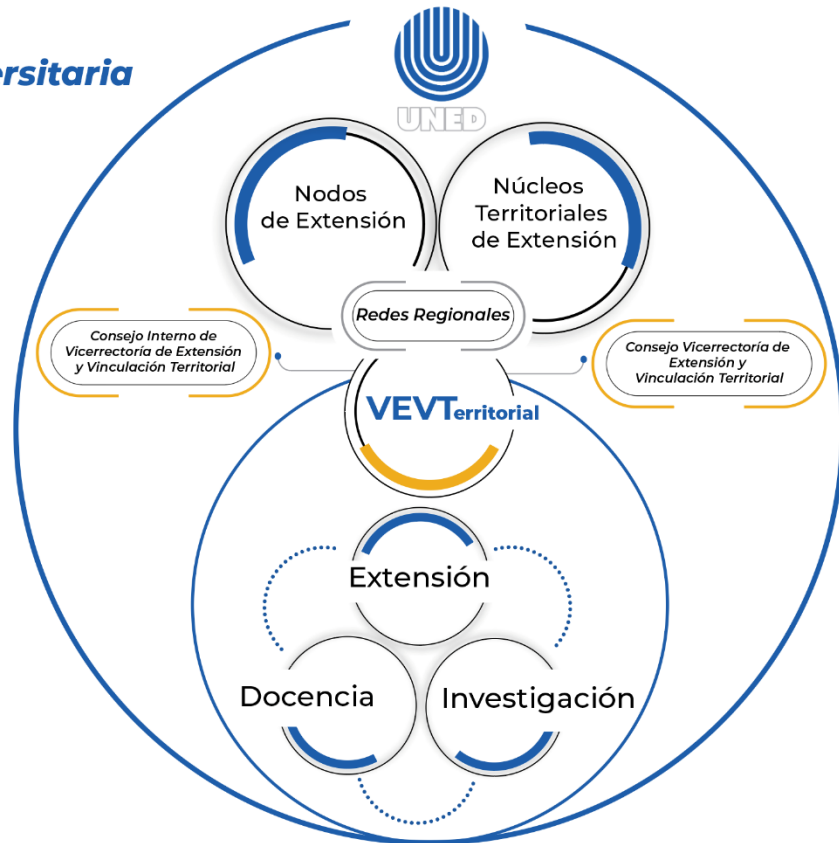 ersitaria
UNED
Nodos
de Extensión
Núcleos
Territoriales
de Extensión
Redes Regionales
Consejo Interno de
Vicerrectoría de Extensión
y Vinculación Territorial
Consejo Vicerrectoría de
Extensión y
Vinculación Territorial
VEVTerritorial
Extensión
Docencia
Investigación